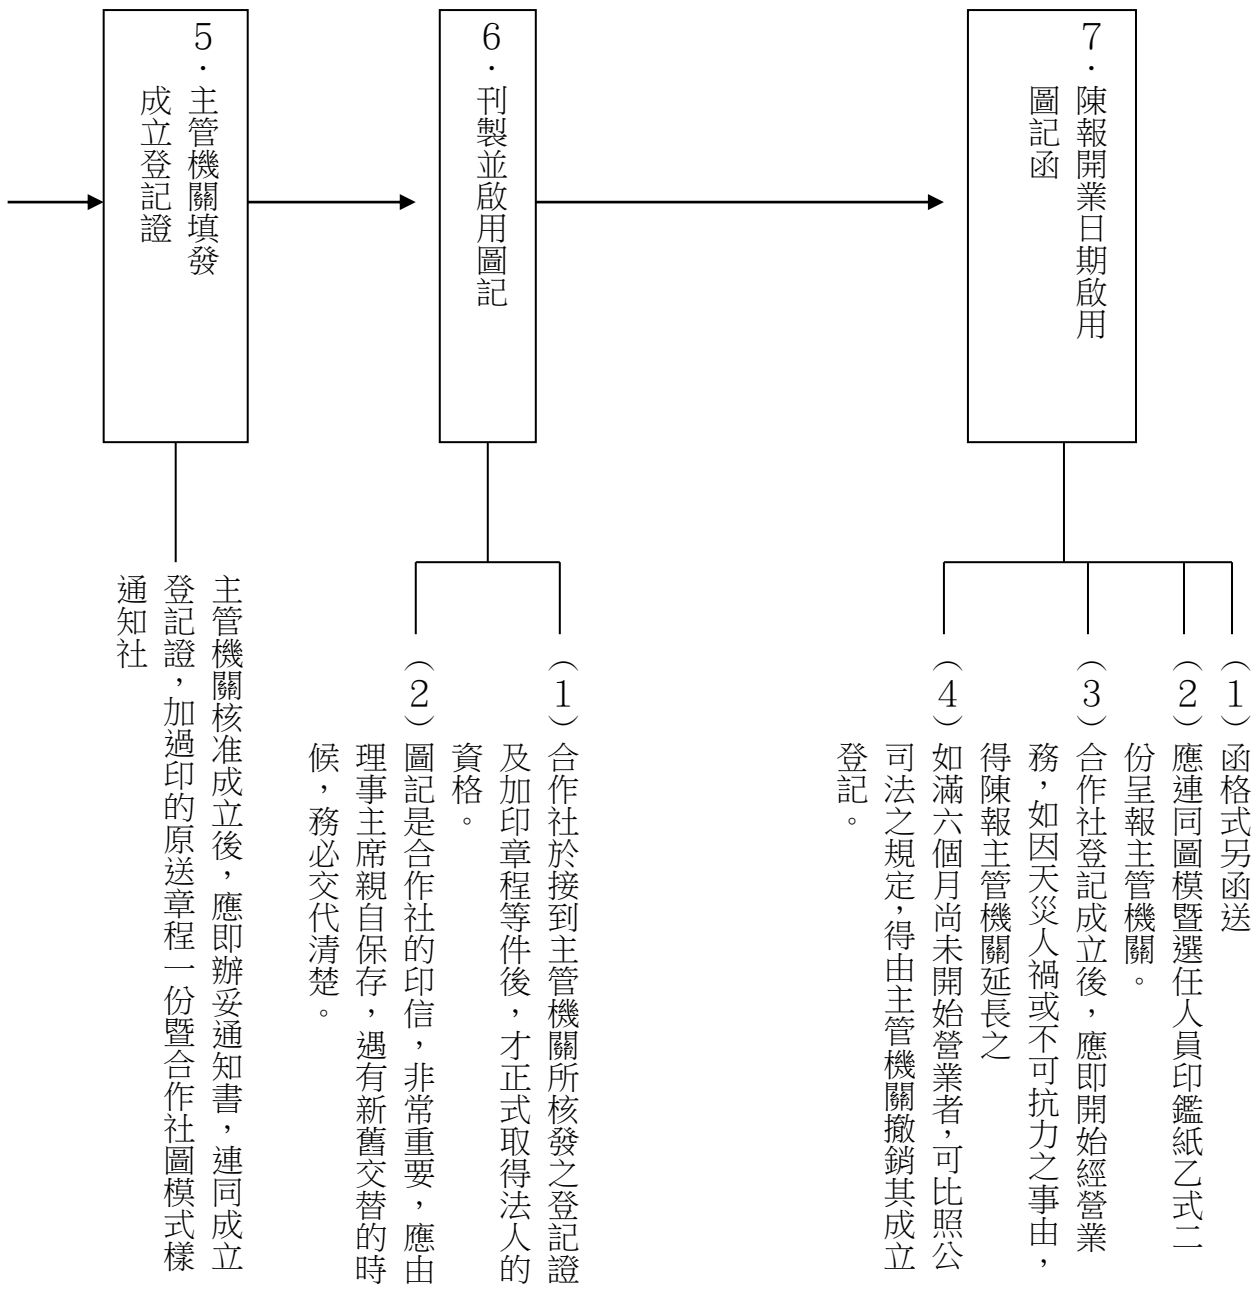 5．主管機關填發
成立登記證
主管機關核准成立後，應即辦妥通知書，連同成立
登記證，加過印的原送章程一份暨合作社圖模式樣
通知社
6．刊製並啟用圖記
（1）合作社於接到主管機關所核發之登記證
及加印章程等件後，才正式取得法人的
資格。
（2）圖記是合作社的印信，非常重要，應由
理事主席親自保存，遇有新舊交替的時
候，務必交代清楚。
7．陳報開業日期啟用
圖記函
（1）函格式另函送
（2）應連同圖模暨選任人員印鑑紙乙式二
份呈報主管機關。
（3）合作社登記成立後，應即開始經營業
務，如因天災人禍或不可抗力之事由，
得陳報主管機關延長之
（4）如滿六個月尚未開始營業者，可比照公
司法之規定，得由主管機關撤銷其成立
登記。